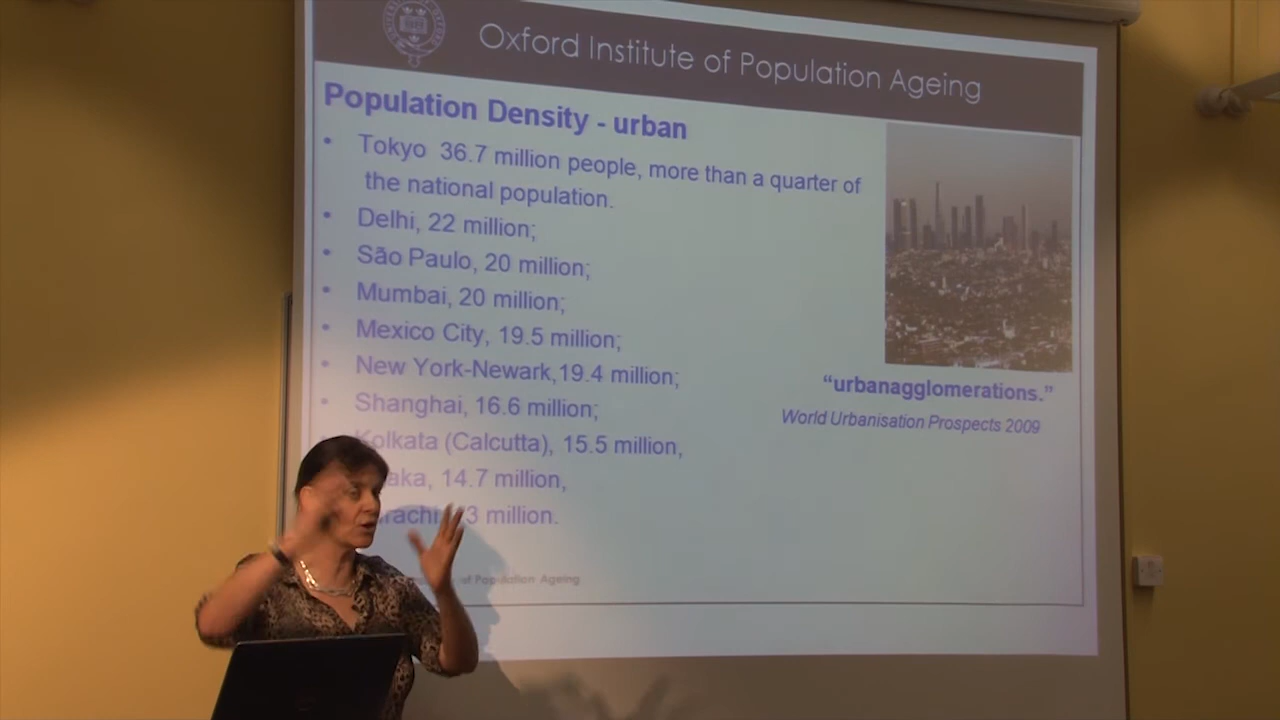 Oxford Institute of Population Ageing
Population Density - urban
• Tokyo 36.7 million people, more than a quarter of
the national population.
• Delhi, 22 million;
• São Paulo, 20 million;
• Mumbai, 20 million;
• Mexico City, 19.5 million;
• New York-Newark,19.4 million;
• Shanghai, 16.6 million;
Kolkata (Calcutta), 15.5 million,
14.7 million,
million.
“urbanagglomerations.”
World Urbanisation Prospects 2009
of Population Ageing